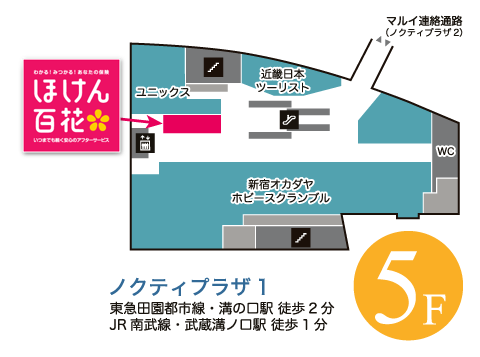 マルイ連絡通路
(ノクティプラザ2)
わかる!みつかる!あなたの保険
ほけん
百花
いつまでも続く安心のアフターサービス
ユニックス
近畿日本
ツーリスト
WC
新宿オカダヤ
ホビースクランブル
ノクティプラザ1
東急田園都市線・溝の口駅 徒歩2分
JR南武線・武蔵溝ノ口駅 徒歩1分
5F